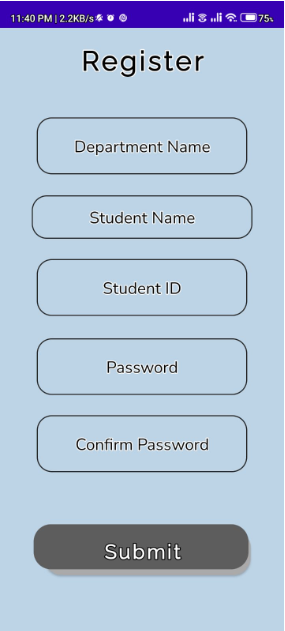 11:40 PM | 2.2KB/s 75%
Register
Department Name
Student Name
Student ID
Password
Confirm Password
Submit